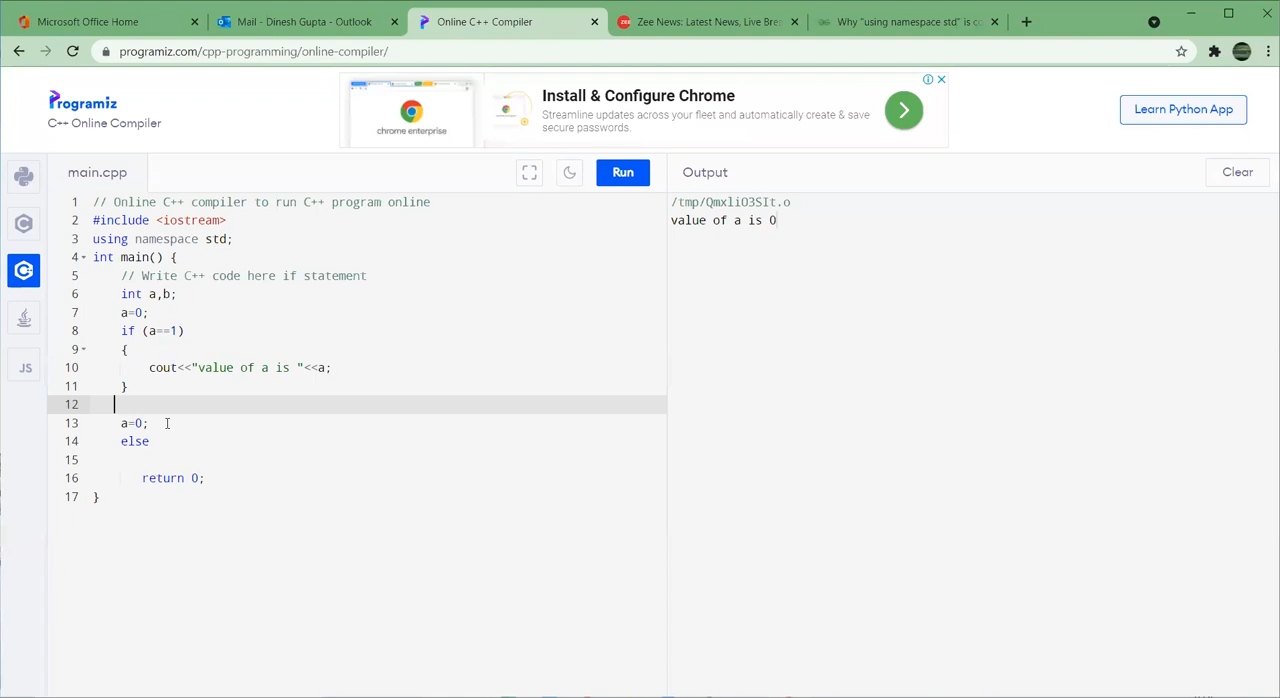 Microsoft Office Home
Mail - Dinesh Gupta - Outlook
Online C++ Compiler
Zee News: Latest News, Live Brea
Why "using namespace std" is co
programiz.com/cpp-programming/online-compiler/
Programiz
C++ Online Compiler
chrome enterprise
Install & Configure Chrome
Streamline updates across your fleet and automatically create & save
secure passwords.
Learn Python App
main.cpp
Run
Output
Clear
1 // Online C++ compiler to run C++ program online
2 #include <iostream>
3 using namespace std;
4 int main() {
5 // Write C++ code here if statement
6 int a,b;
7 a=0;
8 if (a==1)
9 {
10 cout<<"value of a is "<<a;
11 }
12
13 a=0;
14 else
15
16 return 0;
17 }
/tmp/QmxliO3SIt.o
value of a is 0
JS